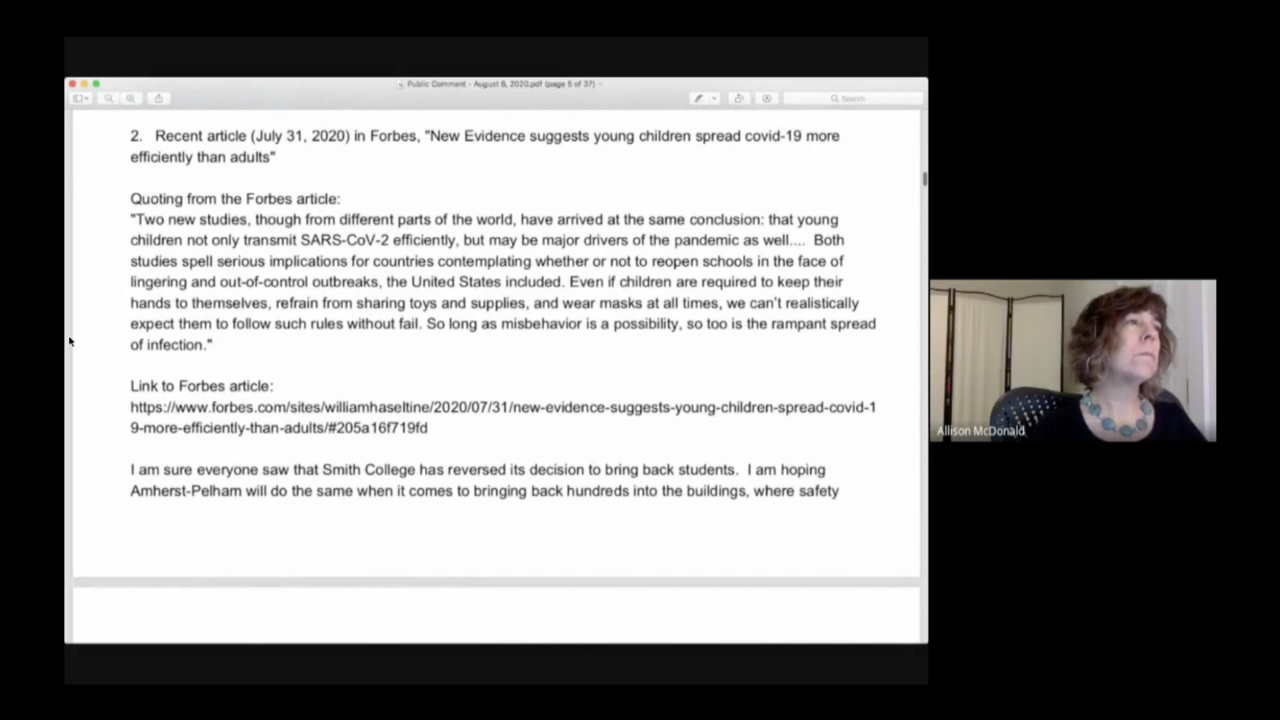 Public Comment - August 6, 2020.pdf (page 5 of 37)
Search
2. Recent article (July 31, 2020) in Forbes, "New Evidence suggests young children spread covid-19 more
efficiently than adults"
Quoting from the Forbes article:
"Two new studies, though from different parts of the world, have arrived at the same conclusion: that young
children not only transmit SARS-CoV-2 efficiently, but may be major drivers of the pandemic as well.... Both
studies spell serious implications for countries contemplating whether or not to reopen schools in the face of
lingering and out-of-control outbreaks, the United States included. Even if children are required to keep their
hands to themselves, refrain from sharing toys and supplies, and wear masks at all times, we can't realistically
expect them to follow such rules without fail. So long as misbehavior is a possibility, so too is the rampant spread
of infection."
Link to Forbes article:
https://www.forbes.com/sites/williamhaseltine/2020/07/31/new-evidence-suggests-young-children-spread-covid-1
9-more-efficiently-than-adults/#205a16f719fd
I am sure everyone saw that Smith College has reversed its decision to bring back students. I am hoping
Amherst-Pelham will do the same when it comes to bringing back hundreds into the buildings, where safety
Allison McDonald